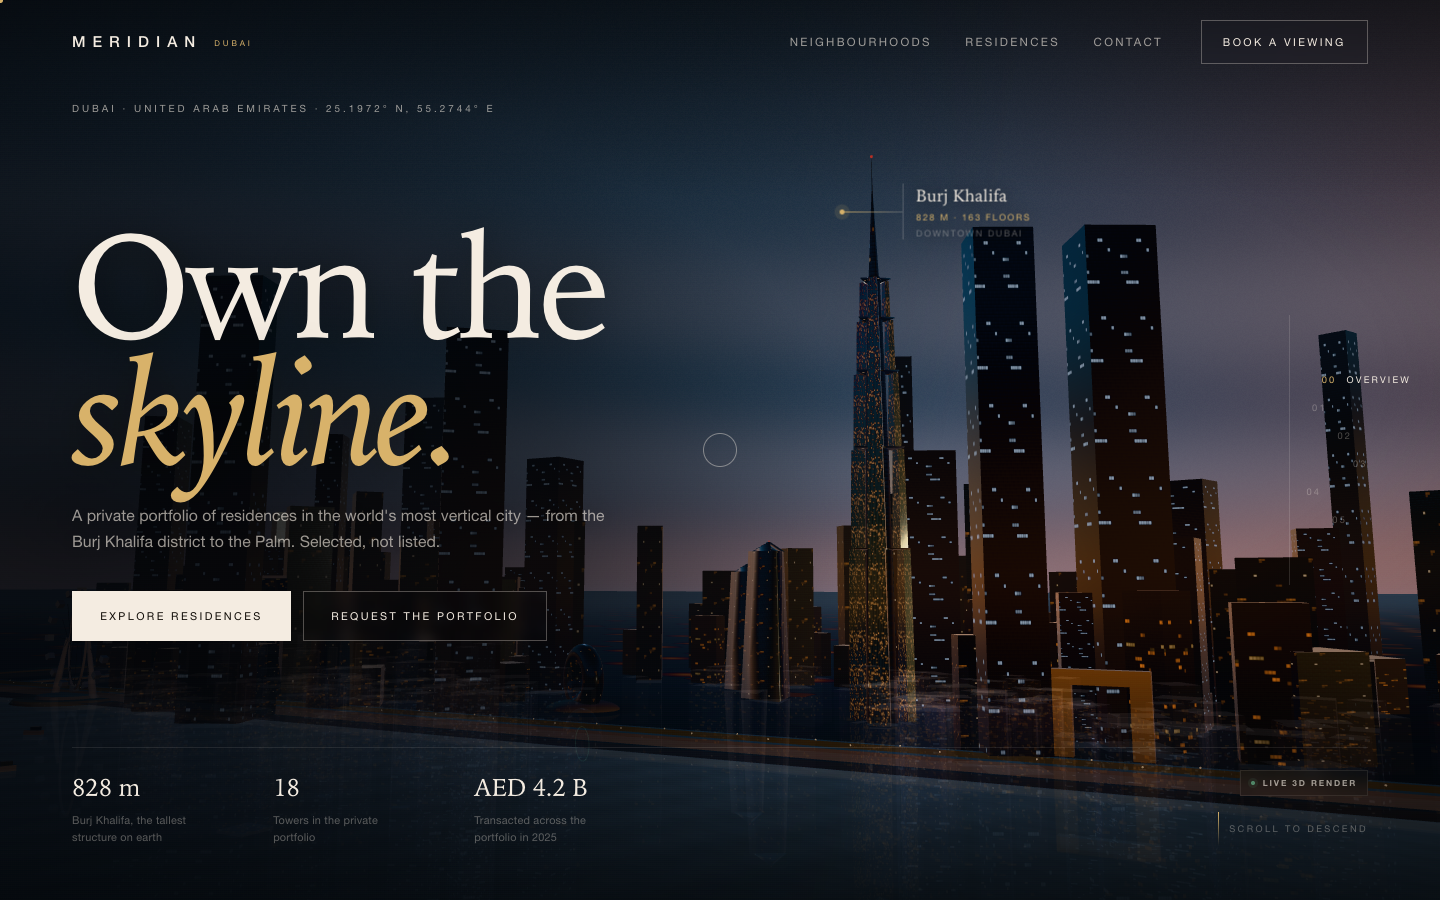 MERIDIAN DUBAI
NEIGHBOURHOODS RESIDENCES CONTACT BOOK A VIEWING
DUBAI · UNITED ARAB EMIRATES · 25.1972° N, 55.2744° E
Burj Khalifa
828 M · 163 FLOORS
DOWNTOWN DUBAI
Own the
skyline.
00 OVERVIEW
01
02
03
04
05
A private portfolio of residences in the world's most vertical city — from the
Burj Khalifa district to the Palm. Selected, not listed.
EXPLORE RESIDENCES REQUEST THE PORTFOLIO
828 m
Burj Khalifa, the tallest
structure on earth
18
Towers in the private
portfolio
AED 4.2 B
Transacted across the
portfolio in 2025
LIVE 3D RENDER
SCROLL TO DESCEND